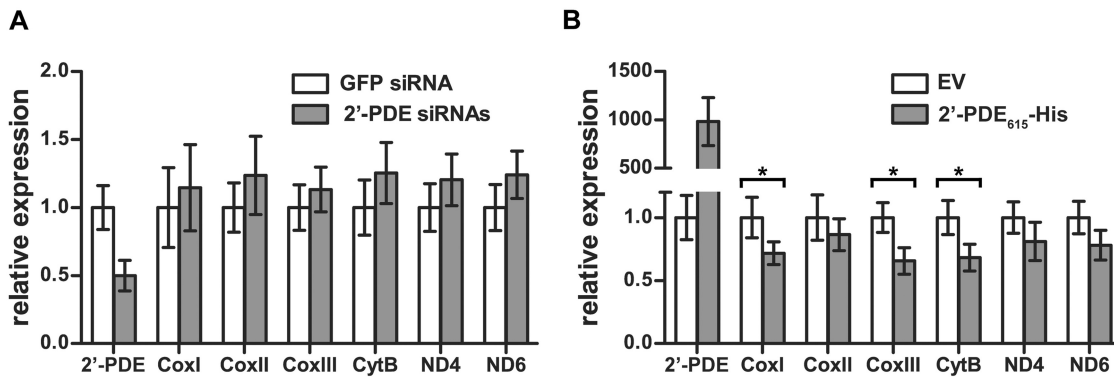 A
relative expression
2.0
1.5
1.0
0.5
0.0
GFP siRNA
2'-PDE siRNAs
2'-PDE CoxI CoxII CoxIII CytB ND4 ND6
B
relative expression
1500
1000
500
1.0
0.5
0.0
EV
2'-PDE₆₁₅-His
* * *
2'-PDE CoxI CoxII CoxIII CytB ND4 ND6